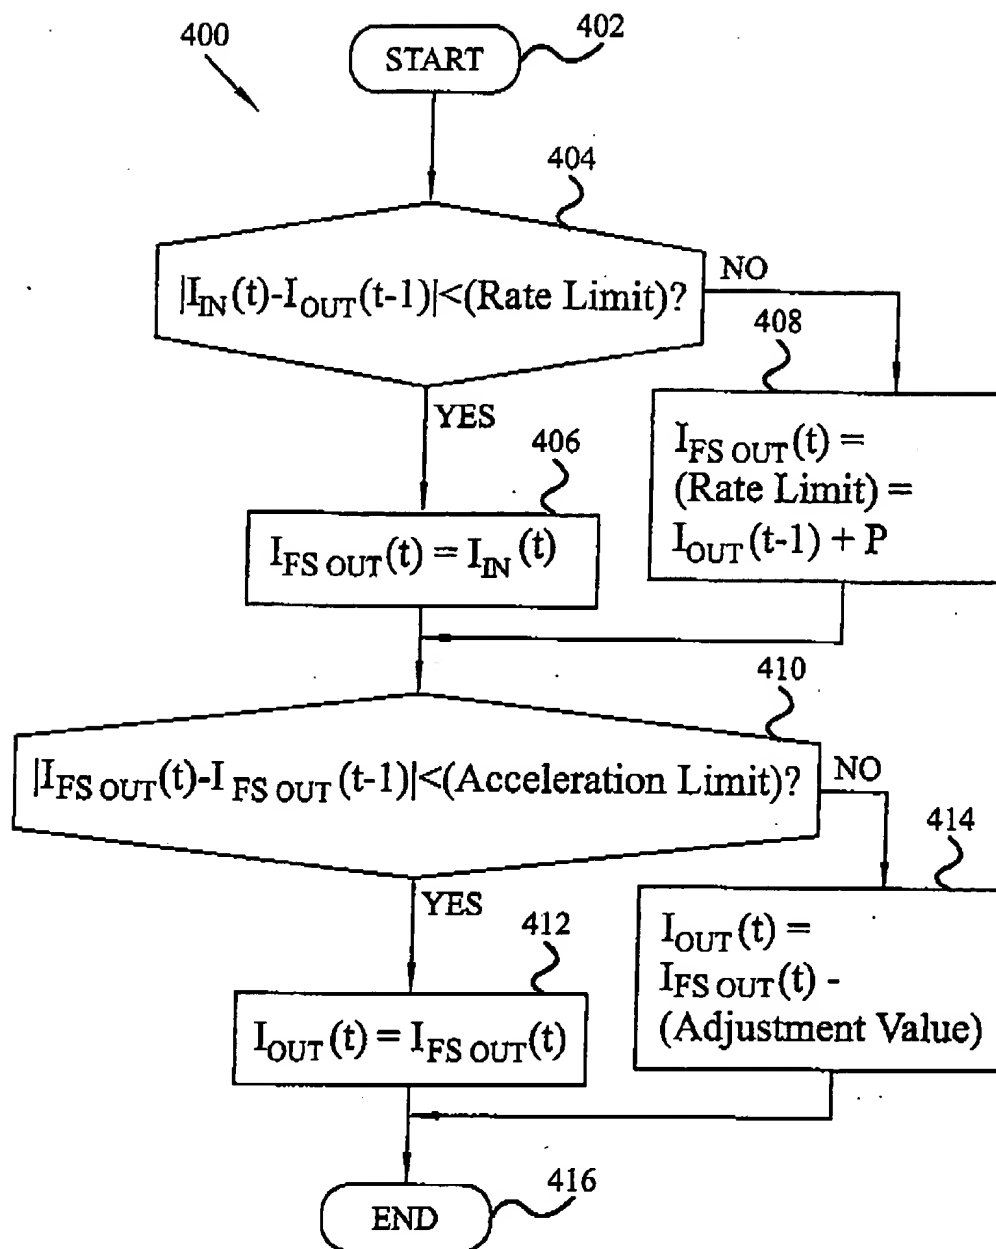 400
START
402
404
|I_IN(t)-I_OUT(t-1)|<(Rate Limit)?
NO
408
YES
I_FS OUT(t) =
(Rate Limit) =
I_OUT(t-1) + P
406
I_FS OUT(t) = I_IN(t)
410
|I_FS OUT(t)-I_FS OUT(t-1)|<(Acceleration Limit)?
NO
414
YES
I_OUT(t) =
I_FS OUT(t) -
(Adjustment Value)
412
I_OUT(t) = I_FS OUT(t)
416
END